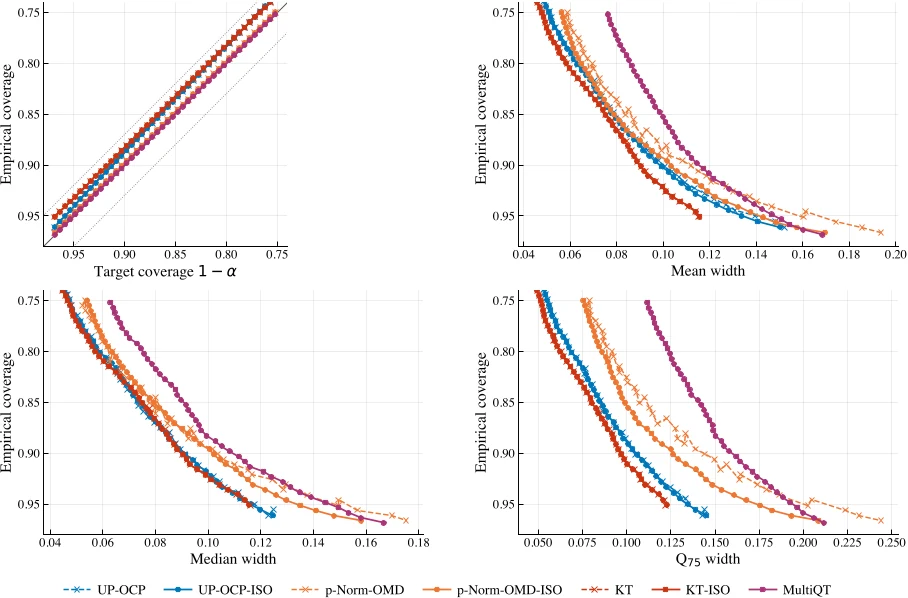 0.75
0.80
0.85
0.90
0.95
Empirical coverage
0.95 0.90 0.85 0.80 0.75
Target coverage 1 − α
0.75
0.80
0.85
0.90
0.95
Empirical coverage
0.04 0.06 0.08 0.10 0.12 0.14 0.16 0.18 0.20
Mean width
0.75
0.80
0.85
0.90
0.95
Empirical coverage
0.04 0.06 0.08 0.10 0.12 0.14 0.16 0.18
Median width
0.75
0.80
0.85
0.90
0.95
Empirical coverage
0.050 0.075 0.100 0.125 0.150 0.175 0.200 0.225 0.250
Q75 width
UP-OCP UP-OCP-ISO p-Norm-OMD p-Norm-OMD-ISO KT KT-ISO MultiQT